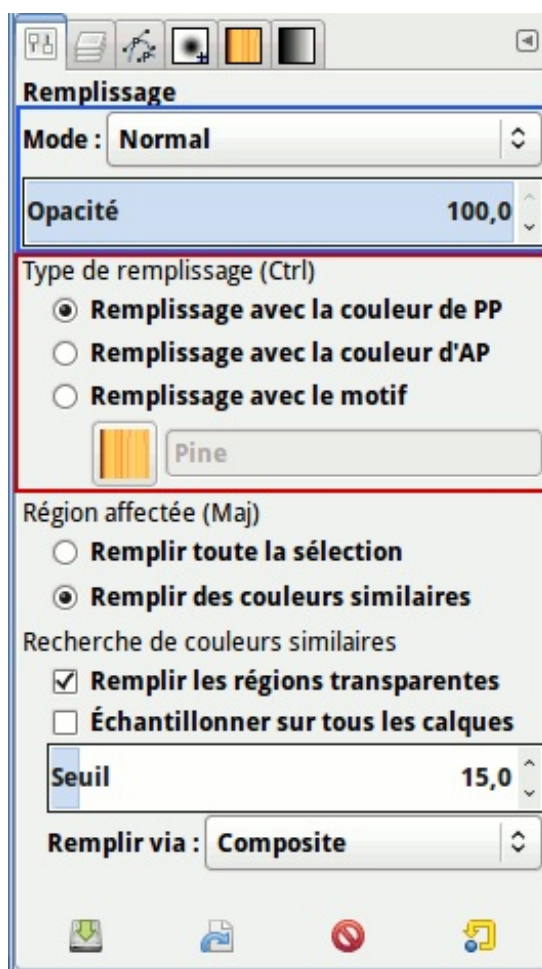 Remplissage
Mode : Normal
Opacité 100,0
Type de remplissage (Ctrl)
Remplissage avec la couleur de PP
Remplissage avec la couleur d'AP
Remplissage avec le motif
Pine
Région affectée (Maj)
Remplir toute la sélection
Remplir des couleurs similaires
Recherche de couleurs similaires
Remplir les régions transparentes
Échantillonner sur tous les calques
Seuil 15,0
Remplir via : Composite